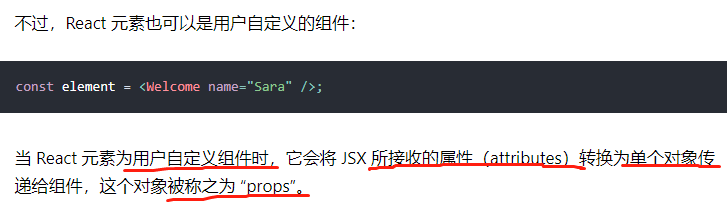 不过，React 元素也可以是用户自定义的组件：
const element = <Welcome name="Sara" />;
当 React 元素为用户自定义组件时，它会将 JSX 所接收的属性（attributes）转换为单个对象传
递给组件，这个对象被称之为 “props”。